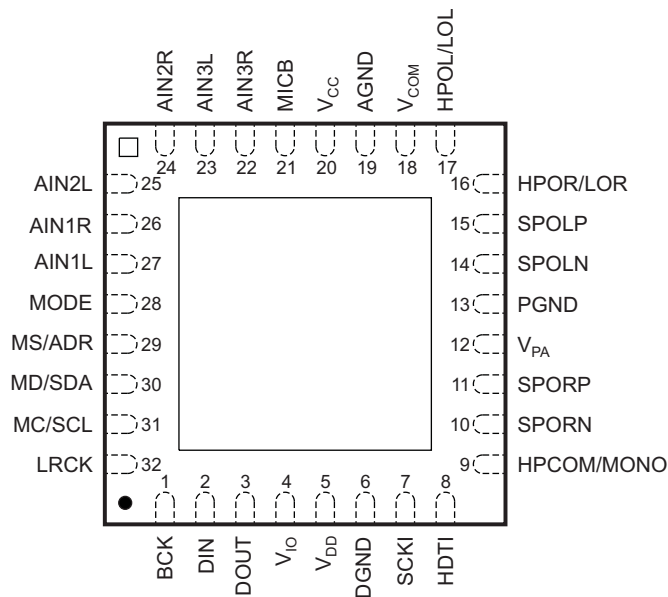 AIN2R
AIN3L
AIN3R
MICB
VCC
AGND
VCOM
HPOL/LOL
24 23 22 21 20 19 18 17
AIN2L 25 16 HPOR/LOR
AIN1R 26 15 SPOLP
AIN1L 27 14 SPOLN
MODE 28 13 PGND
MS/ADR 29 12 VPA
MD/SDA 30 11 SPORP
MC/SCL 31 10 SPORN
LRCK 32 9 HPCOM/MONO
1 2 3 4 5 6 7 8
BCK
DIN
DOUT
VIO
VDD
DGND
SCKI
HDTI